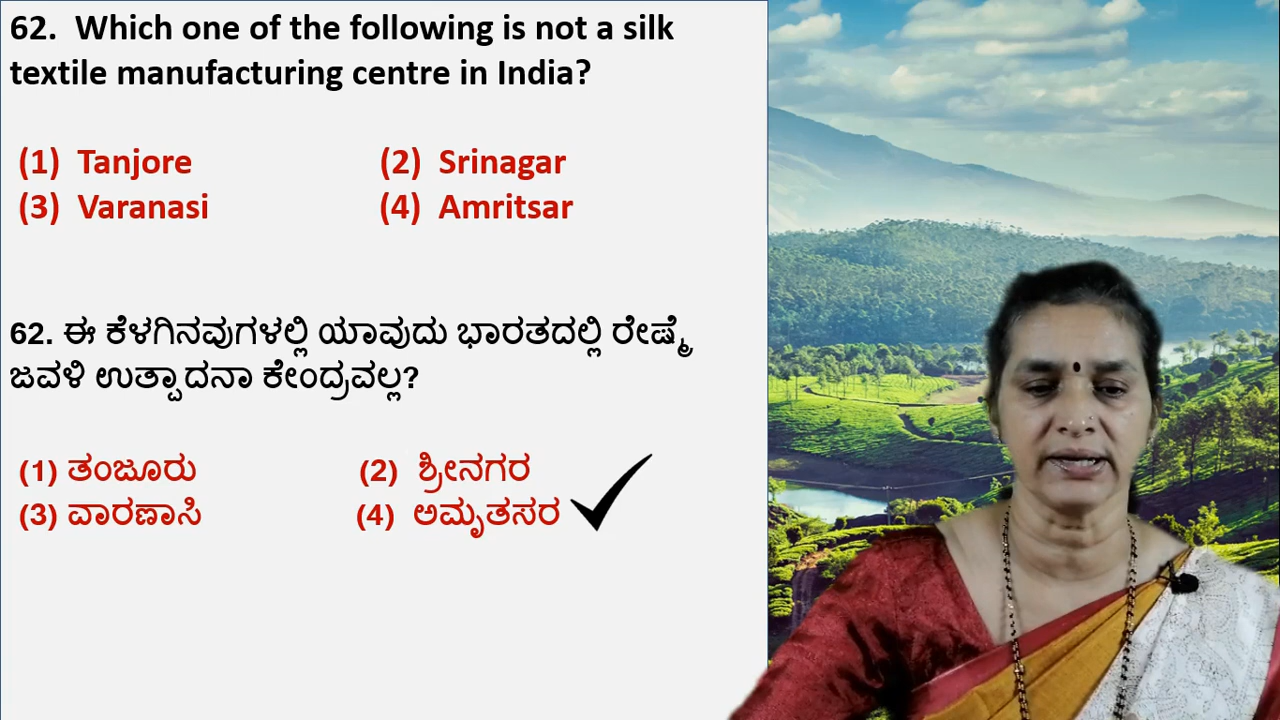 62. Which one of the following is not a silk
textile manufacturing centre in India?
(1) Tanjore (2) Srinagar
(3) Varanasi (4) Amritsar
62. ಈ ಕೆಳಗಿನವುಗಳಲ್ಲಿ ಯಾವುದು ಭಾರತದಲ್ಲಿ ರೇಷ್ಮೆ
ಜವಳಿ ಉತ್ಪಾದನಾ ಕೇಂದ್ರವಲ್ಲ?
(1) ತಂಜೂರು (2) ಶ್ರೀನಗರ
(3) ವಾರಣಾಸಿ (4) ಅಮೃತಸರ